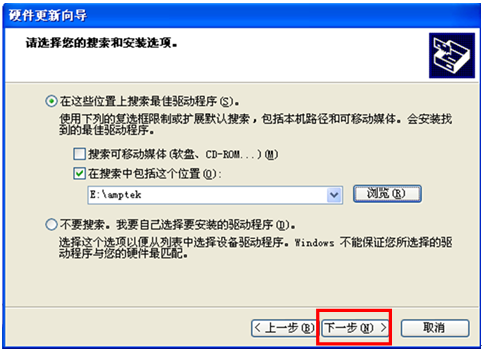 硬件更新向导
请选择您的搜索和安装选项。
在这些位置上搜索最佳驱动程序(S)。
使用下列的复选框限制或扩展默认搜索，包括本机路径和可移动媒体。会安装找
到的最佳驱动程序。
搜索可移动媒体(软盘、CD-ROM...)(M)
在搜索中包括这个位置(O):
E:\amptek
浏览(R)
不要搜索。我要自己选择要安装的驱动程序(D)。
选择这个选项以便从列表中选择设备驱动程序。Windows 不能保证您所选择的驱
动程序与您的硬件最匹配。
< 上一步(B) 下一步(N) > 取消